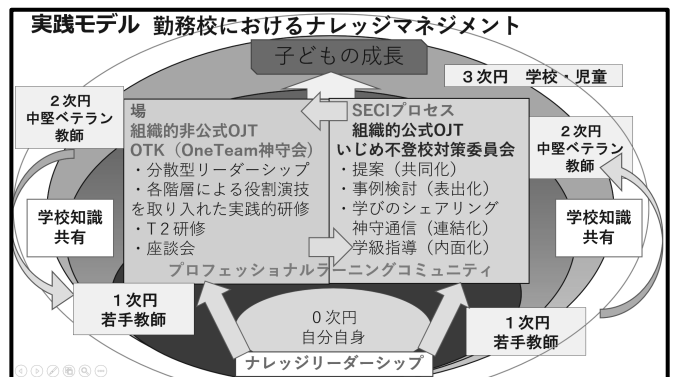 実践モデル 勤務校におけるナレッジマネジメント
子どもの成長
3次円 学校・児童
2次円
中堅ベテラン
教師
場
組織的非公式OJT
OTK（OneTeam神守会）
・分散型リーダーシップ
・各階層による役割演技
を取り入れた実践的研修
・T2研修
・座談会
SECIプロセス
組織的公式OJT
いじめ不登校対策委員会
・提案（共同化）
・事例検討（表出化）
・学びのシェアリング
神守通信（連結化）
学級指導（内面化）
2次円
中堅ベテラン
教師
学校知識
共有
学校知識
共有
プロフェッショナルラーニングコミュニティ
1次円
若手教師
0次円
自分自身
1次円
若手教師
ナレッジリーダーシップ